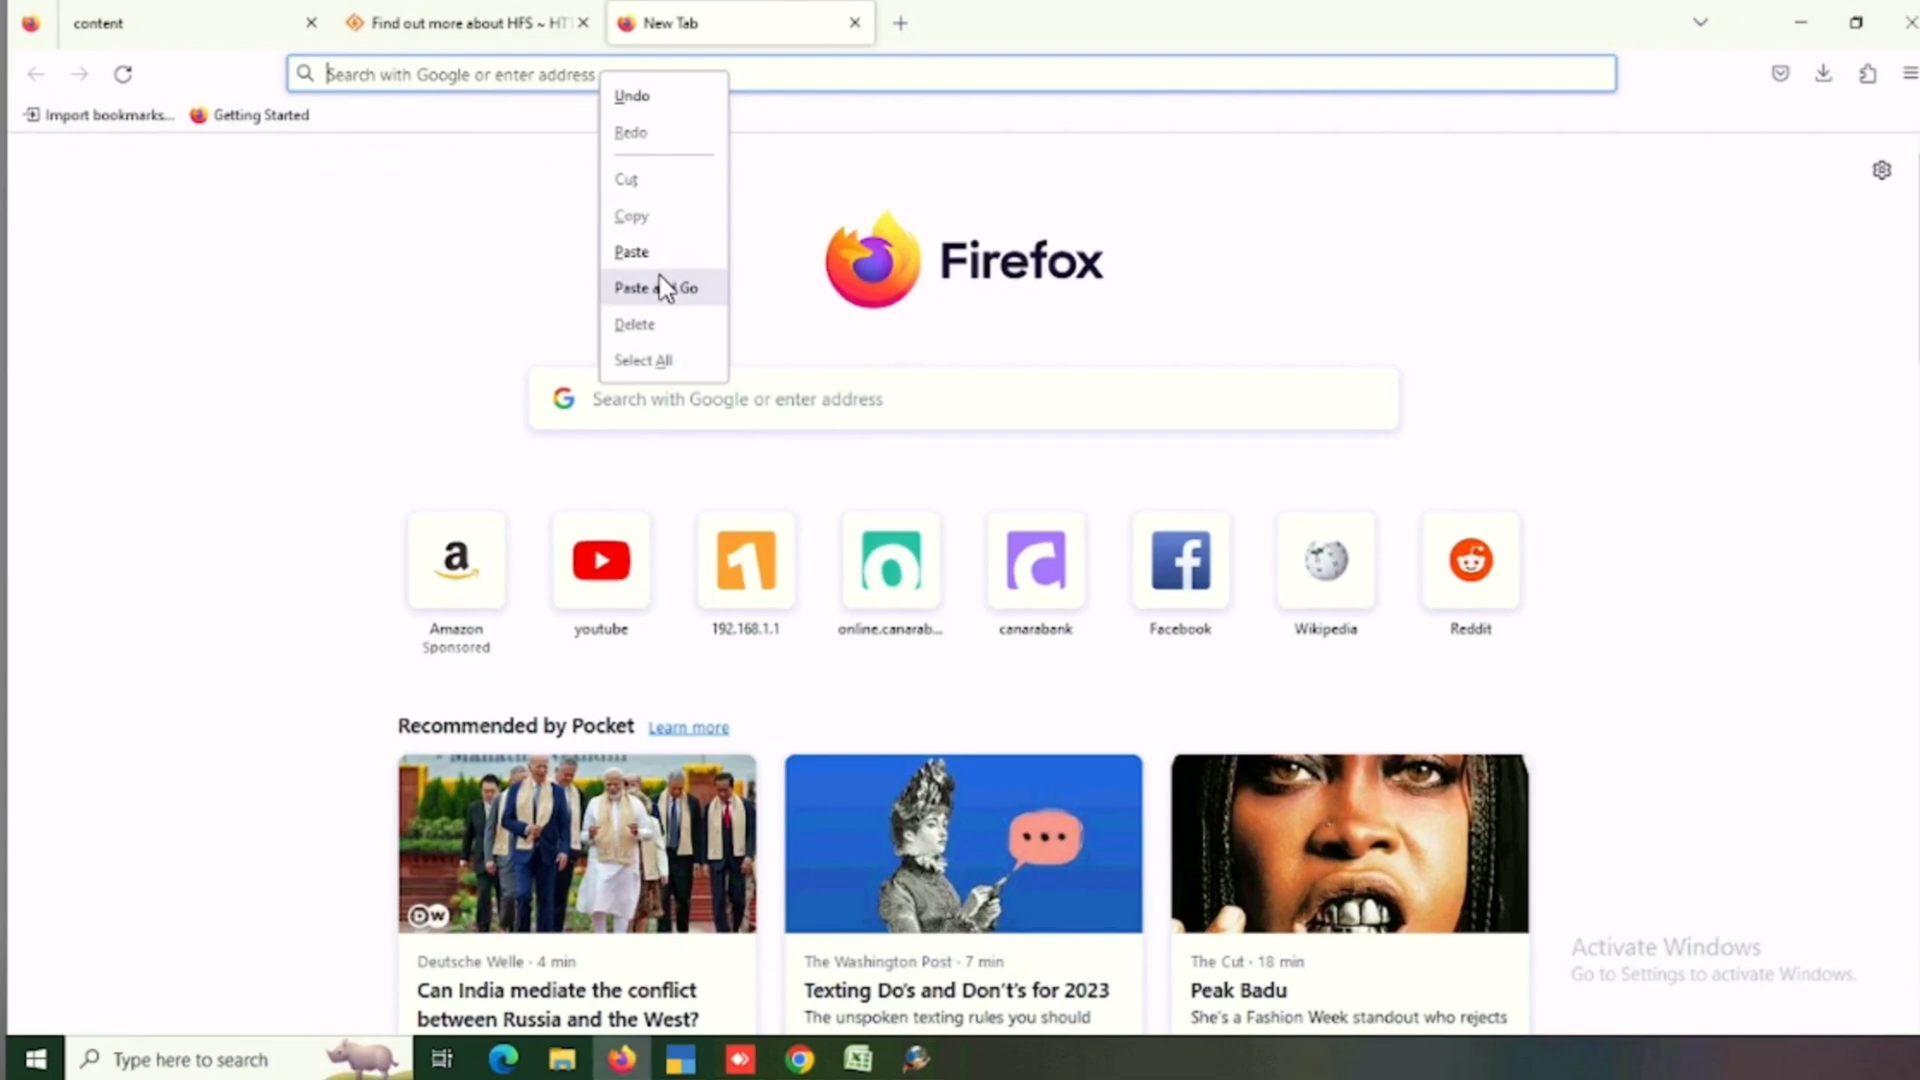 content
Find out more about HFS ~ HT
New Tab
Search with Google or enter address
Import bookmarks...
Getting Started
Undo
Redo
Cut
Copy
Paste
Paste Go
Delete
Select All
Firefox
Search with Google or enter address
a
youtube
1
o
c
f
Amazon
Sponsored
192.168.1.1
online.canarab...
canarabank
Facebook
Wikipedia
Reddit
Recommended by Pocket Learn more
DW
Deutsche Welle · 4 min
Can India mediate the conflict
between Russia and the West?
The Washington Post · 7 min
Texting Do's and Don't's for 2023
The unspoken texting rules you should
The Cut · 18 min
Peak Badu
She's a Fashion Week standout who rejects
Activate Windows
Go to Settings to activate Windows.
Type here to search